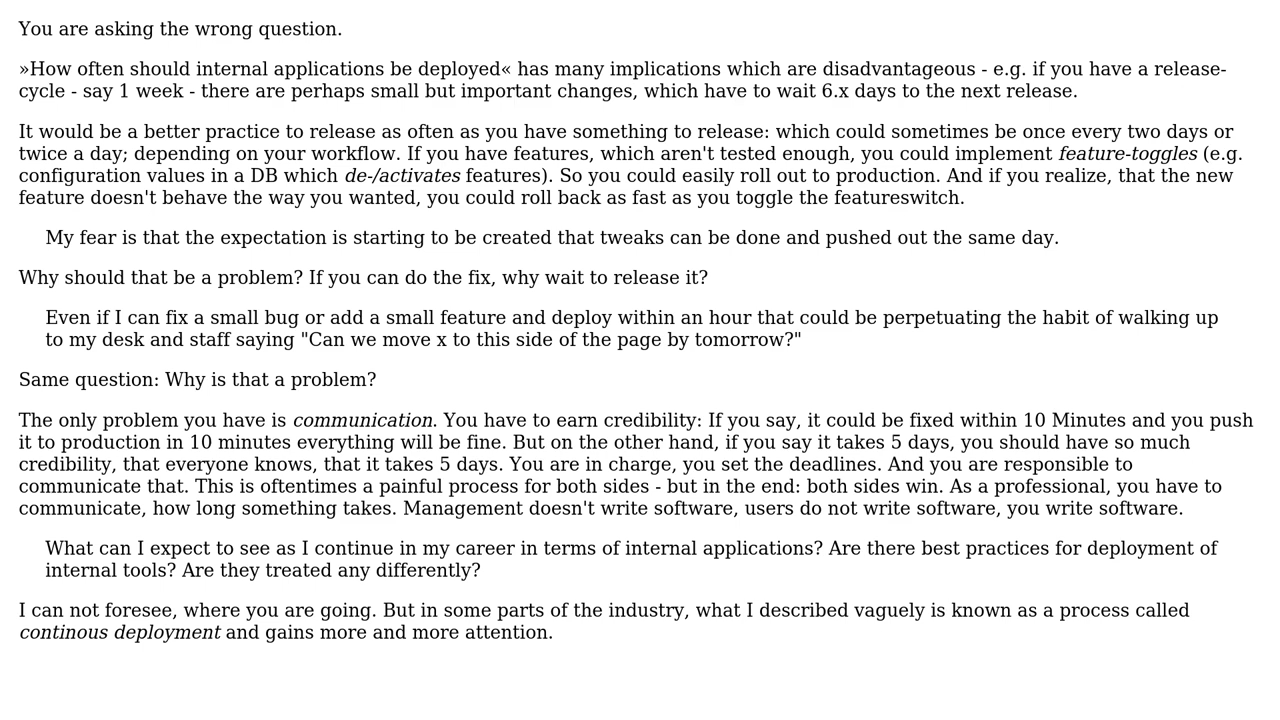 You are asking the wrong question.
»How often should internal applications be deployed« has many implications which are disadvantageous - e.g. if you have a release-
cycle - say 1 week - there are perhaps small but important changes, which have to wait 6.x days to the next release.
It would be a better practice to release as often as you have something to release: which could sometimes be once every two days or
twice a day; depending on your workflow. If you have features, which aren't tested enough, you could implement feature-toggles (e.g.
configuration values in a DB which de-/activates features). So you could easily roll out to production. And if you realize, that the new
feature doesn't behave the way you wanted, you could roll back as fast as you toggle the featureswitch.
My fear is that the expectation is starting to be created that tweaks can be done and pushed out the same day.
Why should that be a problem? If you can do the fix, why wait to release it?
Even if I can fix a small bug or add a small feature and deploy within an hour that could be perpetuating the habit of walking up
to my desk and staff saying "Can we move x to this side of the page by tomorrow?"
Same question: Why is that a problem?
The only problem you have is communication. You have to earn credibility: If you say, it could be fixed within 10 Minutes and you push
it to production in 10 minutes everything will be fine. But on the other hand, if you say it takes 5 days, you should have so much
credibility, that everyone knows, that it takes 5 days. You are in charge, you set the deadlines. And you are responsible to
communicate that. This is oftentimes a painful process for both sides - but in the end: both sides win. As a professional, you have to
communicate, how long something takes. Management doesn't write software, users do not write software, you write software.
What can I expect to see as I continue in my career in terms of internal applications? Are there best practices for deployment of
internal tools? Are they treated any differently?
I can not foresee, where you are going. But in some parts of the industry, what I described vaguely is known as a process called
continous deployment and gains more and more attention.